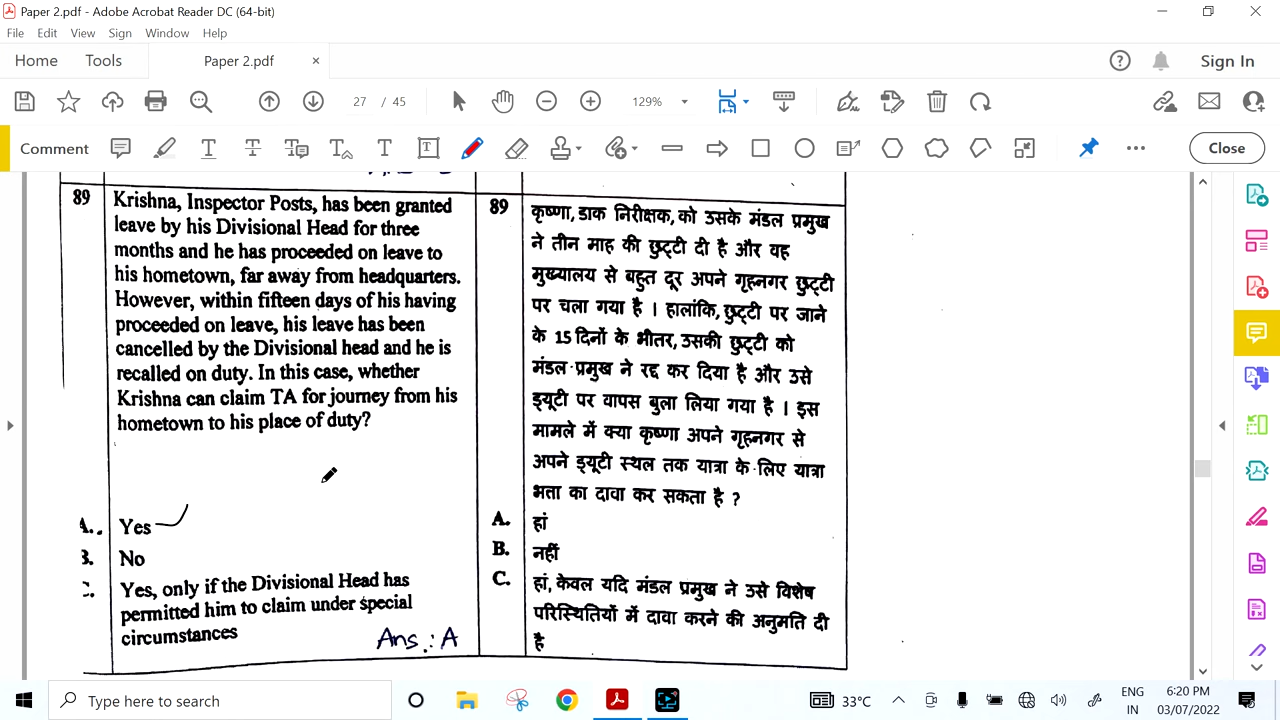 Paper 2.pdf - Adobe Acrobat Reader DC (64-bit)
File Edit View Sign Window Help
Home Tools Paper 2.pdf × Sign In
27 / 45 129%
Comment Close
89
Krishna, Inspector Posts, has been granted
leave by his Divisional Head for three
months and he has proceeded on leave to
his hometown, far away from headquarters.
However, within fifteen days of his having
proceeded on leave, his leave has been
cancelled by the Divisional head and he is
recalled on duty. In this case, whether
Krishna can claim TA for journey from his
hometown to his place of duty?
A. Yes
B. No
C. Yes, only if the Divisional Head has
permitted him to claim under special
circumstances
Ans.: A
89
कृष्णा, डाक निरीक्षक, को उसके मंडल प्रमुख
ने तीन माह की छुट्टी दी है और वह
मुख्यालय से बहुत दूर अपने गृहनगर छुट्टी
पर चला गया है । हालांकि, छुट्टी पर जाने
के 15 दिनों के भीतर, उसकी छुट्टी को
मंडल प्रमुख ने रद्द कर दिया है और उसे
ड्यूटी पर वापस बुला लिया गया है । इस
मामले में क्या कृष्णा अपने गृहनगर से
अपने ड्यूटी स्थल तक यात्रा के लिए यात्रा
भता का दावा कर सकता है ?
A. हां
B. नहीं
C. हां, केवल यदि मंडल प्रमुख ने उसे विशेष
परिस्थितियों में दावा करने की अनुमति दी
है
Type here to search
33°C
ENG 6:20 PM
IN 03/07/2022